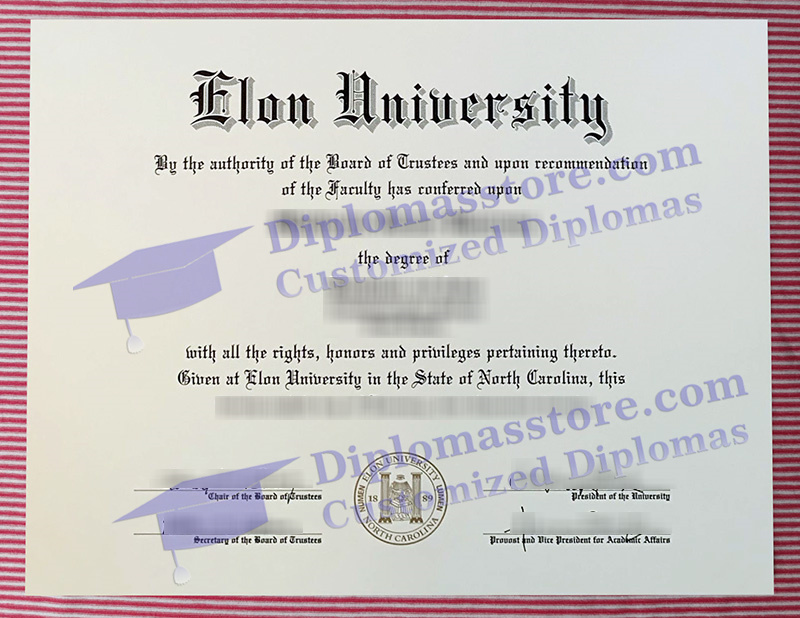 Elon University
By the authority of the Board of Trustees and upon recommendation
of the Faculty has conferred upon
Diplomasstore.com
Customized Diplomas
the degree of
with all the rights, honors and privileges pertaining thereto.
Given at Elon University in the State of North Carolina, this
Diplomasstore.com
Customized Diplomas
ELON UNIVERSITY
NUMEN LUMEN
18 89
NORTH CAROLINA
Chair of the Board of Trustees
President of the University
Secretary of the Board of Trustees
Provost and Vice President for Academic Affairs